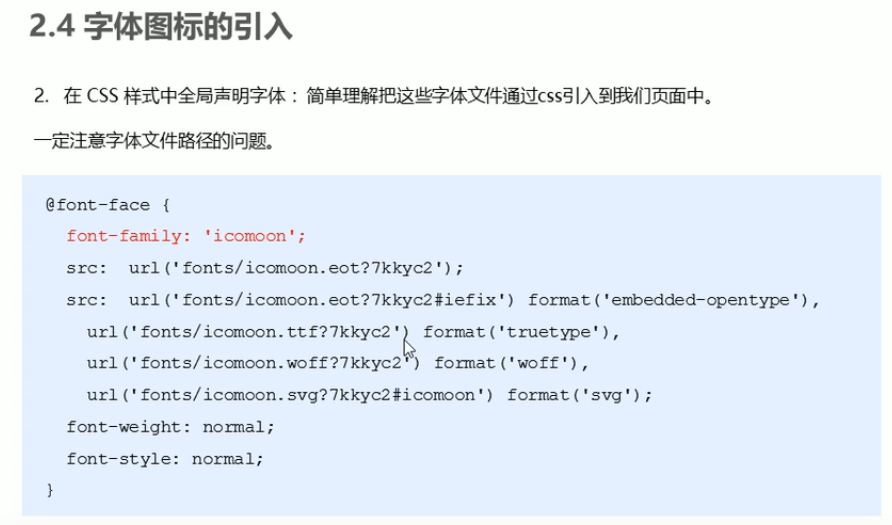 2.4 字体图标的引入
2. 在 CSS 样式中全局声明字体： 简单理解把这些字体文件通过css引入到我们页面中。
一定注意字体文件路径的问题。
@font-face {
font-family: 'icomoon';
src: url('fonts/icomoon.eot?7kkyc2');
src: url('fonts/icomoon.eot?7kkyc2#iefix') format('embedded-opentype'),
url('fonts/icomoon.ttf?7kkyc2') format('truetype'),
url('fonts/icomoon.woff?7kkyc2') format('woff'),
url('fonts/icomoon.svg?7kkyc2#icomoon') format('svg');
font-weight: normal;
font-style: normal;
}